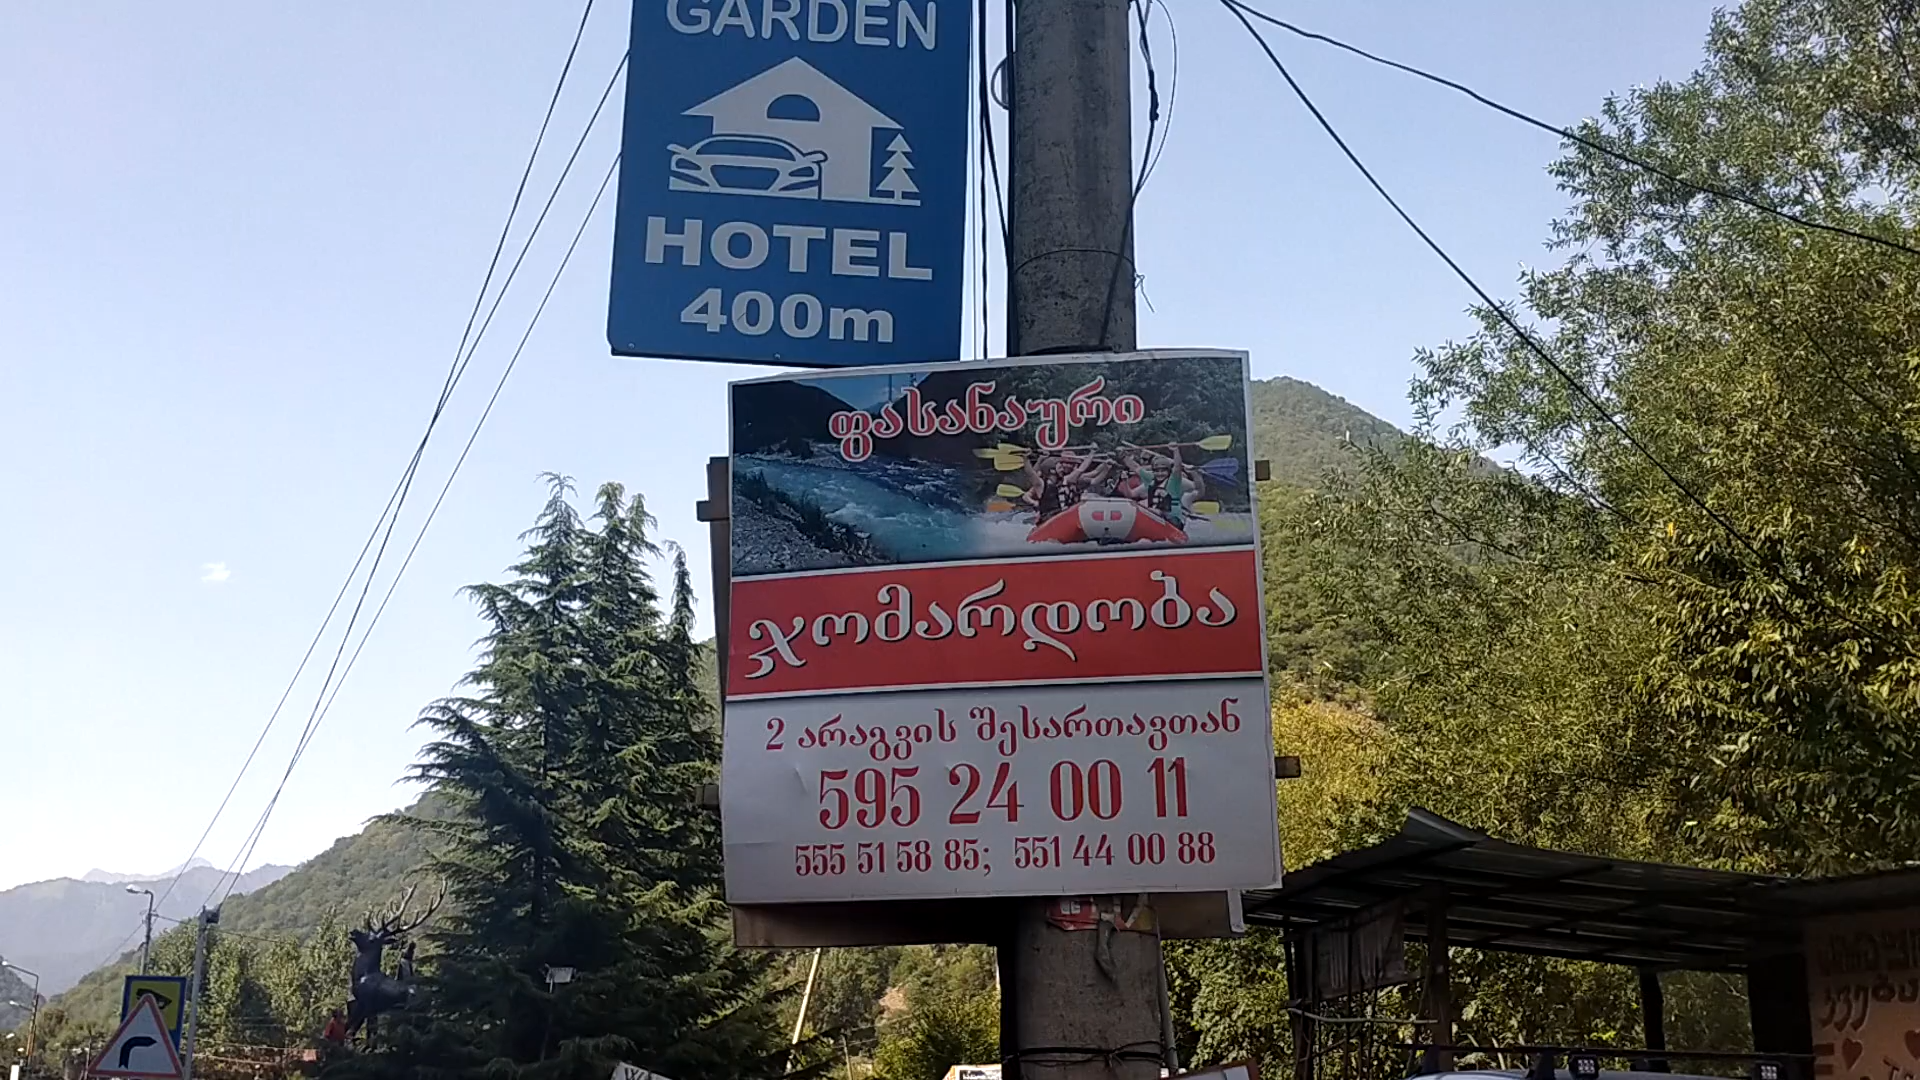 GARDEN
HOTEL
400m
ფასანაური
ჯომარდობა
2 არაგვის შესართავთან
595 24 00 11
555 51 58 85; 551 44 00 88